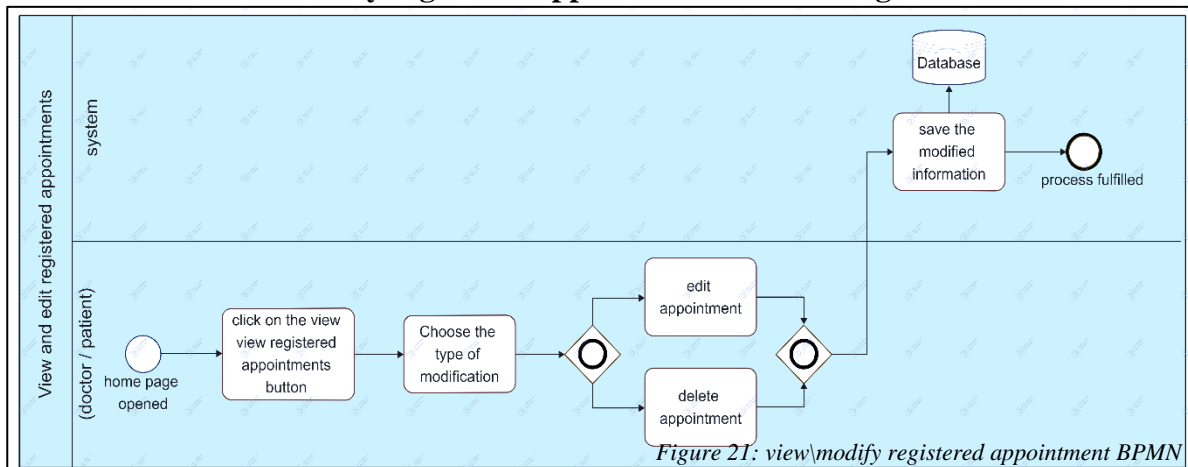 View and edit registered appointments
system
Database
save the
modified
information
process fulfilled
(doctor / patient)
home page
opened
click on the view
view registered
appointments
button
Choose the
type of
modification
edit
appointment
delete
appointment
Figure 21: view\modify registered appointment BPMN